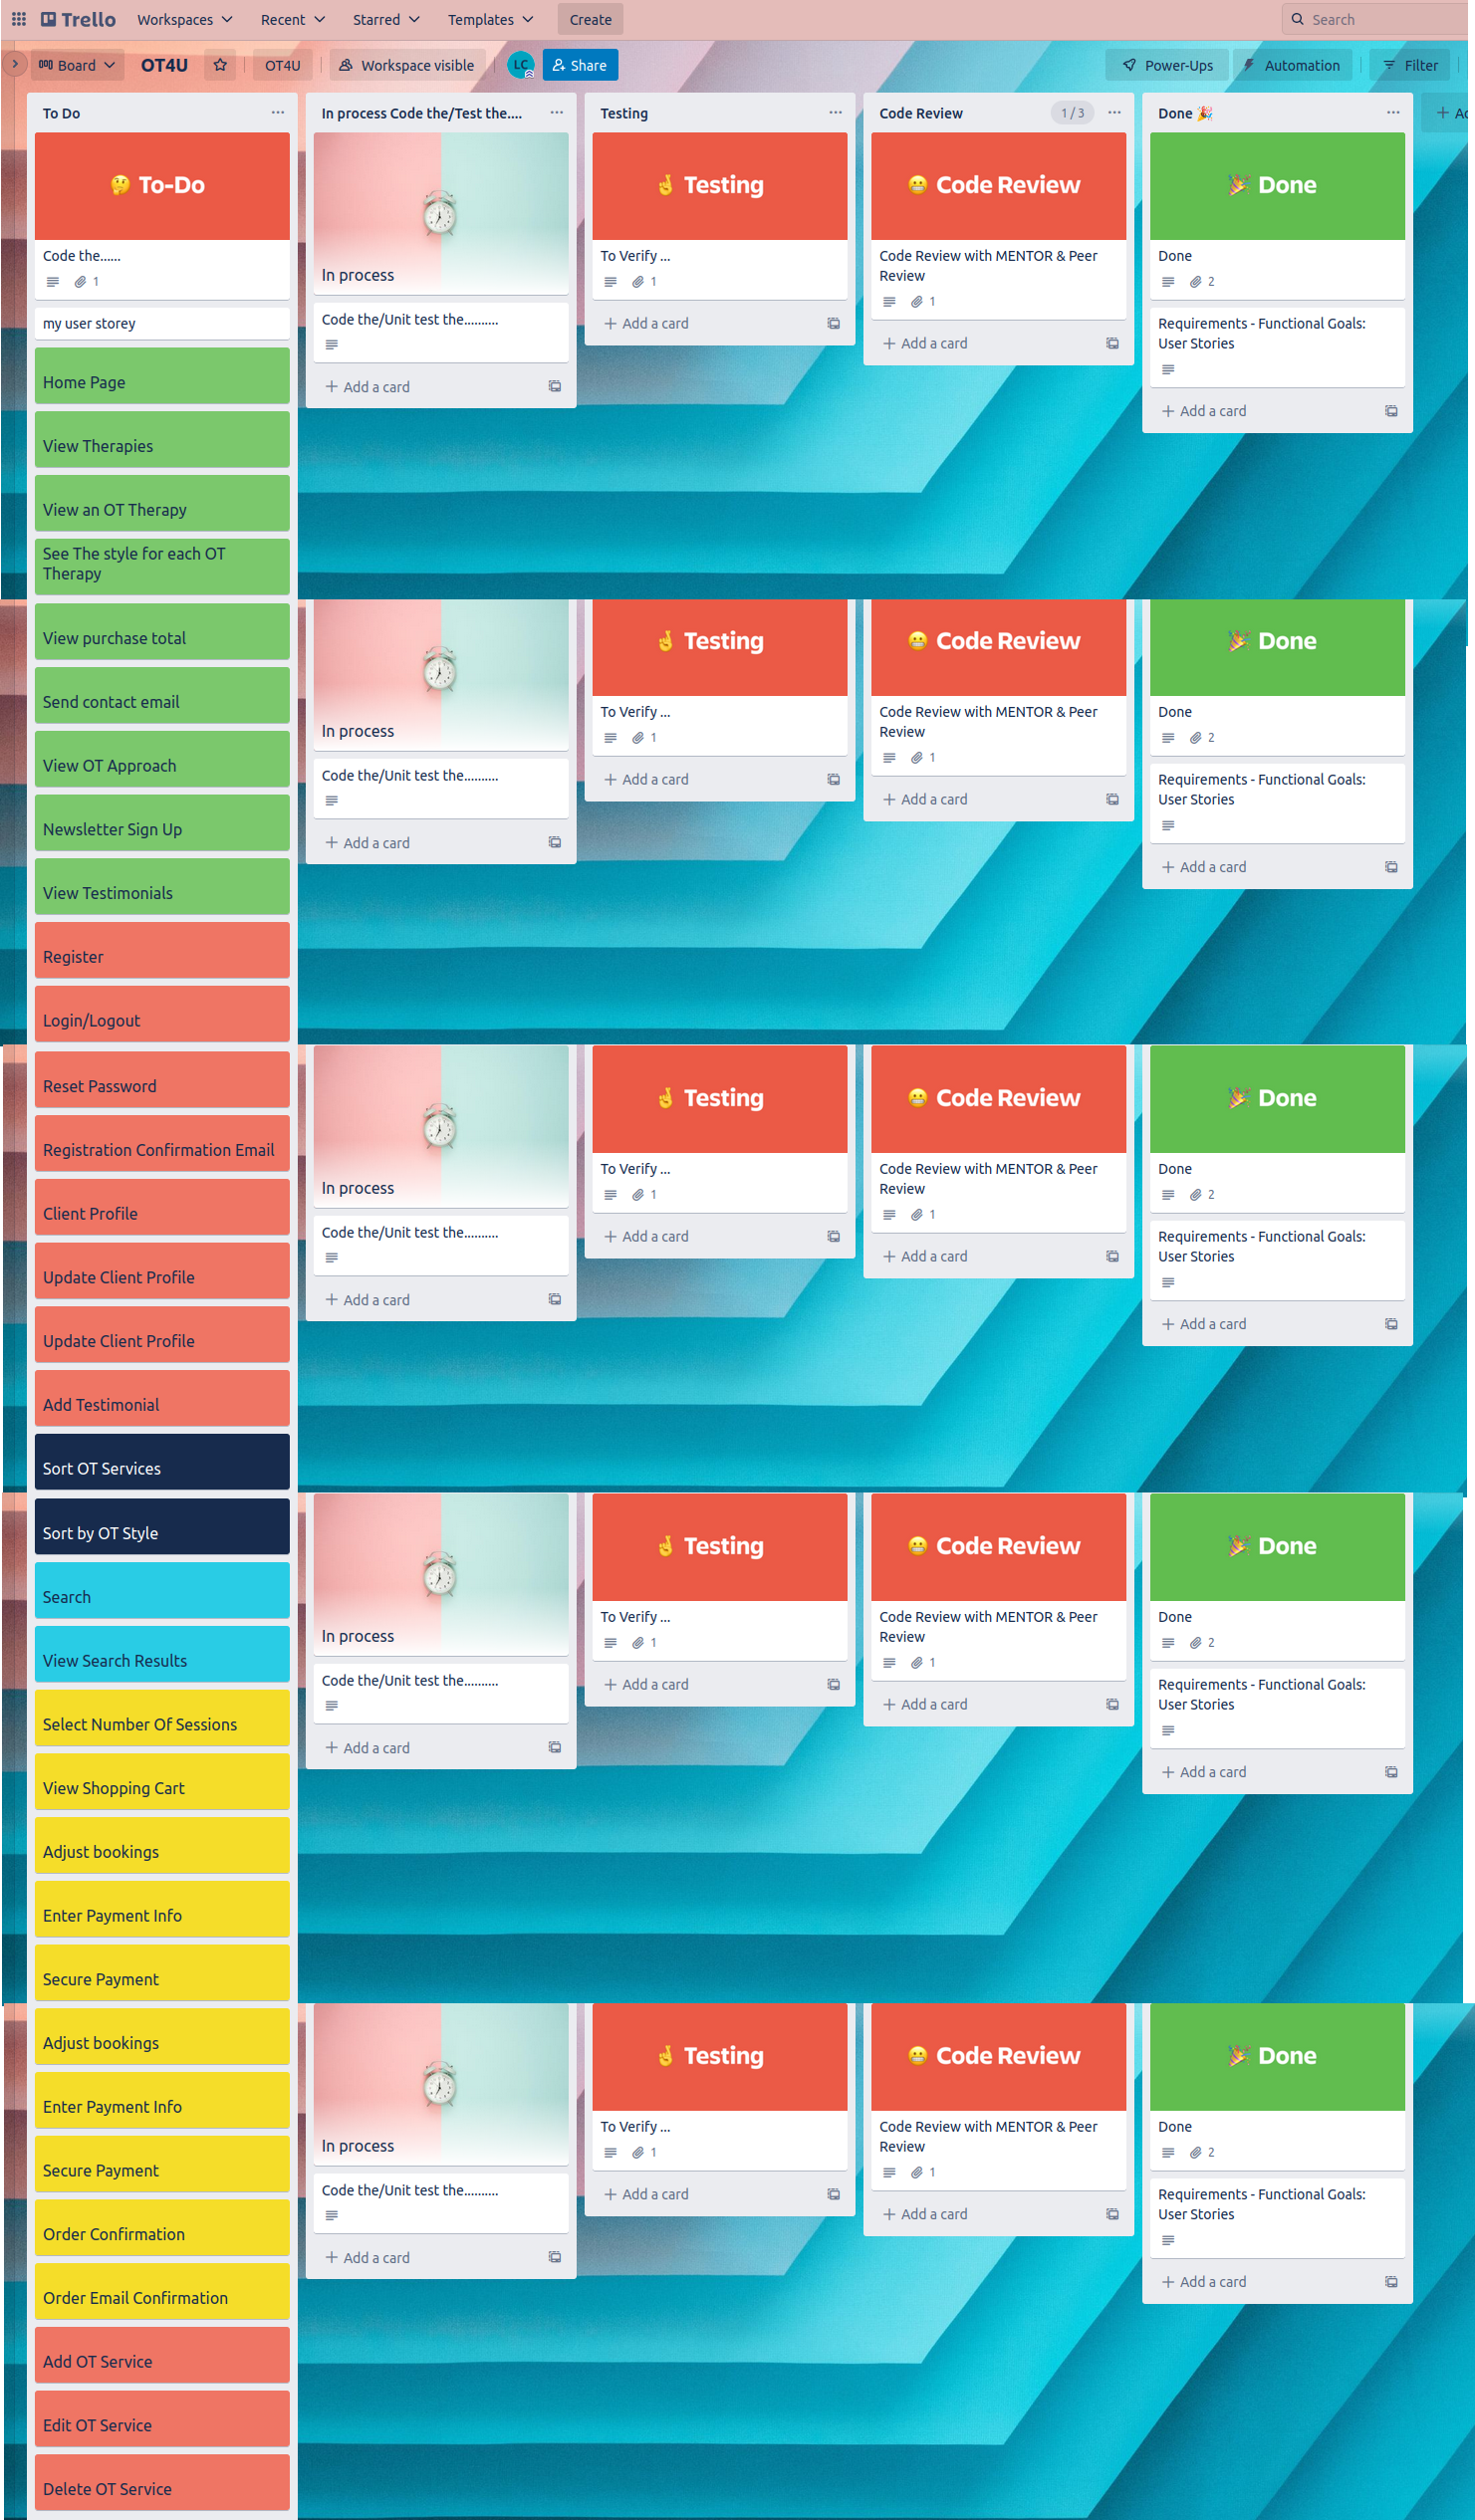 Trello Workspaces Recent Starred Templates Create Search
Board OT4U OT4U Workspace visible LC Share Power-Ups Automation Filter
To Do
🤔 To-Do
Code the......
1
my user storey
Home Page
View Therapies
View an OT Therapy
See The style for each OT
Therapy
View purchase total
Send contact email
View OT Approach
Newsletter Sign Up
View Testimonials
Register
Login/Logout
Reset Password
Registration Confirmation Email
Client Profile
Update Client Profile
Update Client Profile
Add Testimonial
Sort OT Services
Sort by OT Style
Search
View Search Results
Select Number Of Sessions
View Shopping Cart
Adjust bookings
Enter Payment Info
Secure Payment
Adjust bookings
Enter Payment Info
Secure Payment
Order Confirmation
Order Email Confirmation
Add OT Service
Edit OT Service
Delete OT Service
In process Code the/Test the....
In process
Code the/Unit test the..........
+ Add a card
Testing
🤞 Testing
To Verify ...
1
+ Add a card
Code Review 1 / 3
😬 Code Review
Code Review with MENTOR & Peer
Review
1
+ Add a card
Done 🎉
🎉 Done
Done
2
Requirements - Functional Goals:
User Stories
+ Add a card
In process
Code the/Unit test the..........
+ Add a card
🤞 Testing
To Verify ...
1
+ Add a card
😬 Code Review
Code Review with MENTOR & Peer
Review
1
+ Add a card
🎉 Done
Done
2
Requirements - Functional Goals:
User Stories
+ Add a card
In process
Code the/Unit test the..........
+ Add a card
🤞 Testing
To Verify ...
1
+ Add a card
😬 Code Review
Code Review with MENTOR & Peer
Review
1
+ Add a card
🎉 Done
Done
2
Requirements - Functional Goals:
User Stories
+ Add a card
In process
Code the/Unit test the..........
+ Add a card
🤞 Testing
To Verify ...
1
+ Add a card
😬 Code Review
Code Review with MENTOR & Peer
Review
1
+ Add a card
🎉 Done
Done
2
Requirements - Functional Goals:
User Stories
+ Add a card
In process
Code the/Unit test the..........
+ Add a card
🤞 Testing
To Verify ...
1
+ Add a card
😬 Code Review
Code Review with MENTOR & Peer
Review
1
+ Add a card
🎉 Done
Done
2
Requirements - Functional Goals:
User Stories
+ Add a card